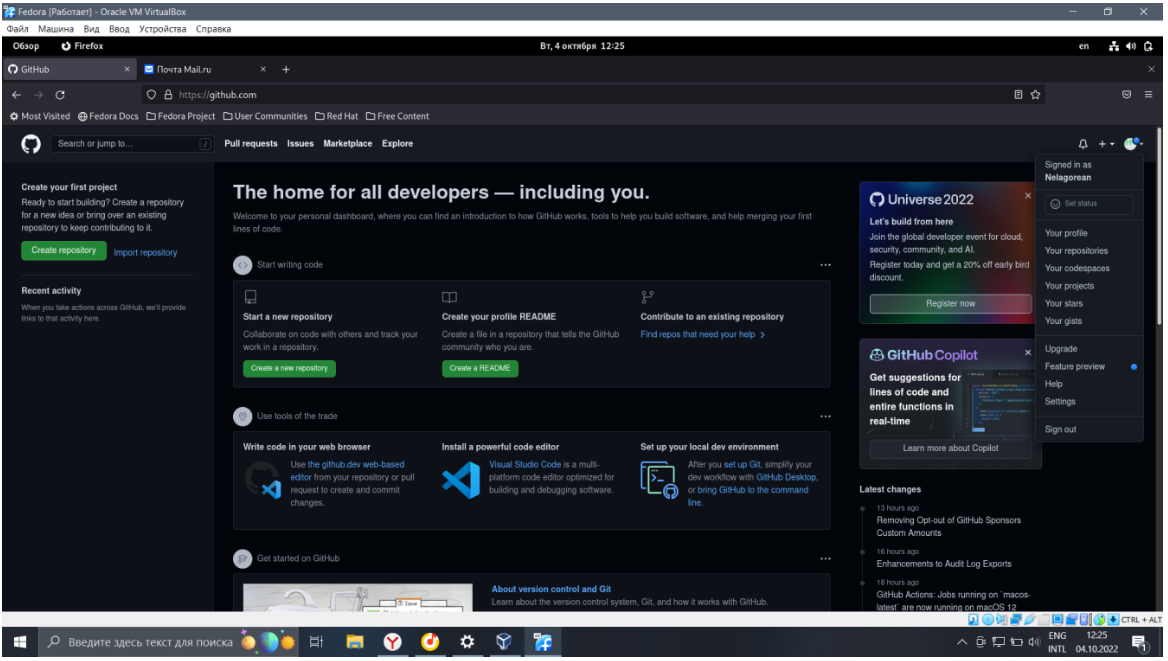 Fedora [Работает] - Oracle VM VirtualBox
Файл Машина Вид Ввод Устройства Справка
Обзор Firefox Вт, 4 октября 12:25 en
GitHub × Почта Mail.ru × +
https://github.com
Most Visited Fedora Docs Fedora Project User Communities Red Hat Free Content
Search or jump to... / Pull requests Issues Marketplace Explore
Create your first project
Ready to start building? Create a repository
for a new idea or bring over an existing
repository to keep contributing to it.
Create repository Import repository
Recent activity
When you take actions across GitHub, we'll provide
links to that activity here.
The home for all developers — including you.
Welcome to your personal dashboard, where you can find an introduction to how GitHub works, tools to help you build software, and help merging your first
lines of code.
Start writing code
Start a new repository
Collaborate on code with others and track your
work in a repository.
Create a new repository
Create your profile README
Create a file in a repository that tells the GitHub
community who you are.
Create a README
Contribute to an existing repository
Find repos that need your help
Use tools of the trade
Write code in your web browser
Use the github.dev web-based
editor from your repository or pull
request to create and commit
changes.
Install a powerful code editor
Visual Studio Code is a multi-
platform code editor optimized for
building and debugging software.
Set up your local dev environment
After you set up Git, simplify your
dev workflow with GitHub Desktop,
or bring GitHub to the command
line.
Get started on GitHub
Issue
About version control and Git
Learn about the version control system, Git, and how it works with GitHub.
Universe 2022
Let's build from here
Join the global developer event for cloud,
security, community, and AI.
Register today and get a 20% off early bird
discount.
Register now
GitHub Copilot
Get suggestions for
lines of code and
entire functions in
real-time
Learn more about Copilot
Latest changes
13 hours ago
Removing Opt-out of GitHub Sponsors
Custom Amounts
16 hours ago
Enhancements to Audit Log Exports
18 hours ago
GitHub Actions: Jobs running on `macos-
latest` are now running on macOS 12
Signed in as
Nelagorean
Set status
Your profile
Your repositories
Your codespaces
Your projects
Your stars
Your gists
Upgrade
Feature preview
Help
Settings
Sign out
CTRL + ALT
Введите здесь текст для поиска
ENG 12:25
INTL 04.10.2022